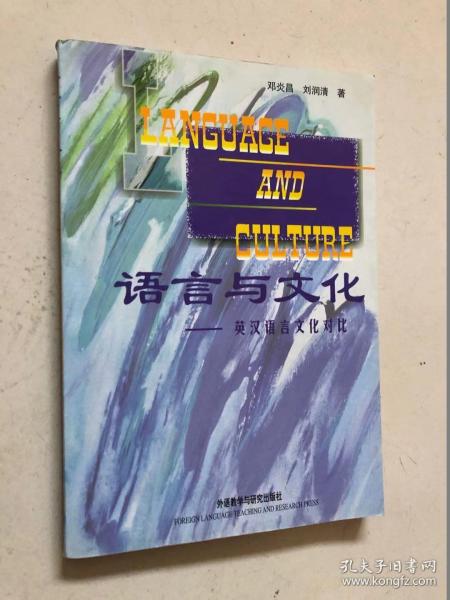 邓炎昌 刘润清 著
L
LANGUAGE
AND
CULTURE
语言与文化
——英汉语言文化对比
外语教学与研究出版社
FOREIGN LANGUAGE TEACHING AND RESEARCH PRESS
孔夫子旧书网
www.kongfz.com